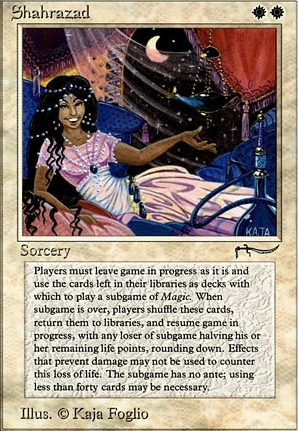 Shahrazad
KAJA
Sorcery
Players must leave game in progress as it is and
use the cards left in their libraries as decks with
which to play a subgame of Magic. When
subgame is over, players shuffle these cards,
return them to libraries, and resume game in
progress, with any loser of subgame halving his or
her remaining life points, rounding down. Effects
that prevent damage may not be used to counter
this loss of life. The subgame has no ante; using
less than forty cards may be necessary.
Illus. © Kaja Foglio